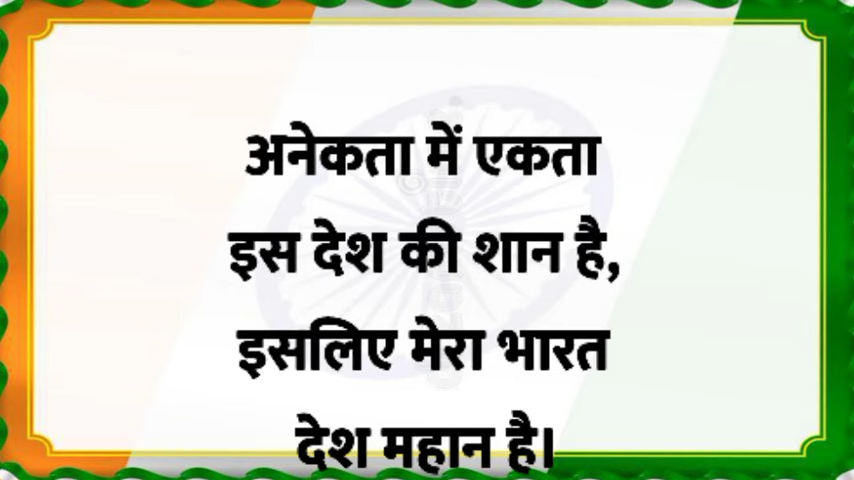 अनेकता में एकता
इस देश की शान है,
इसलिए मेरा भारत
देश महान है।